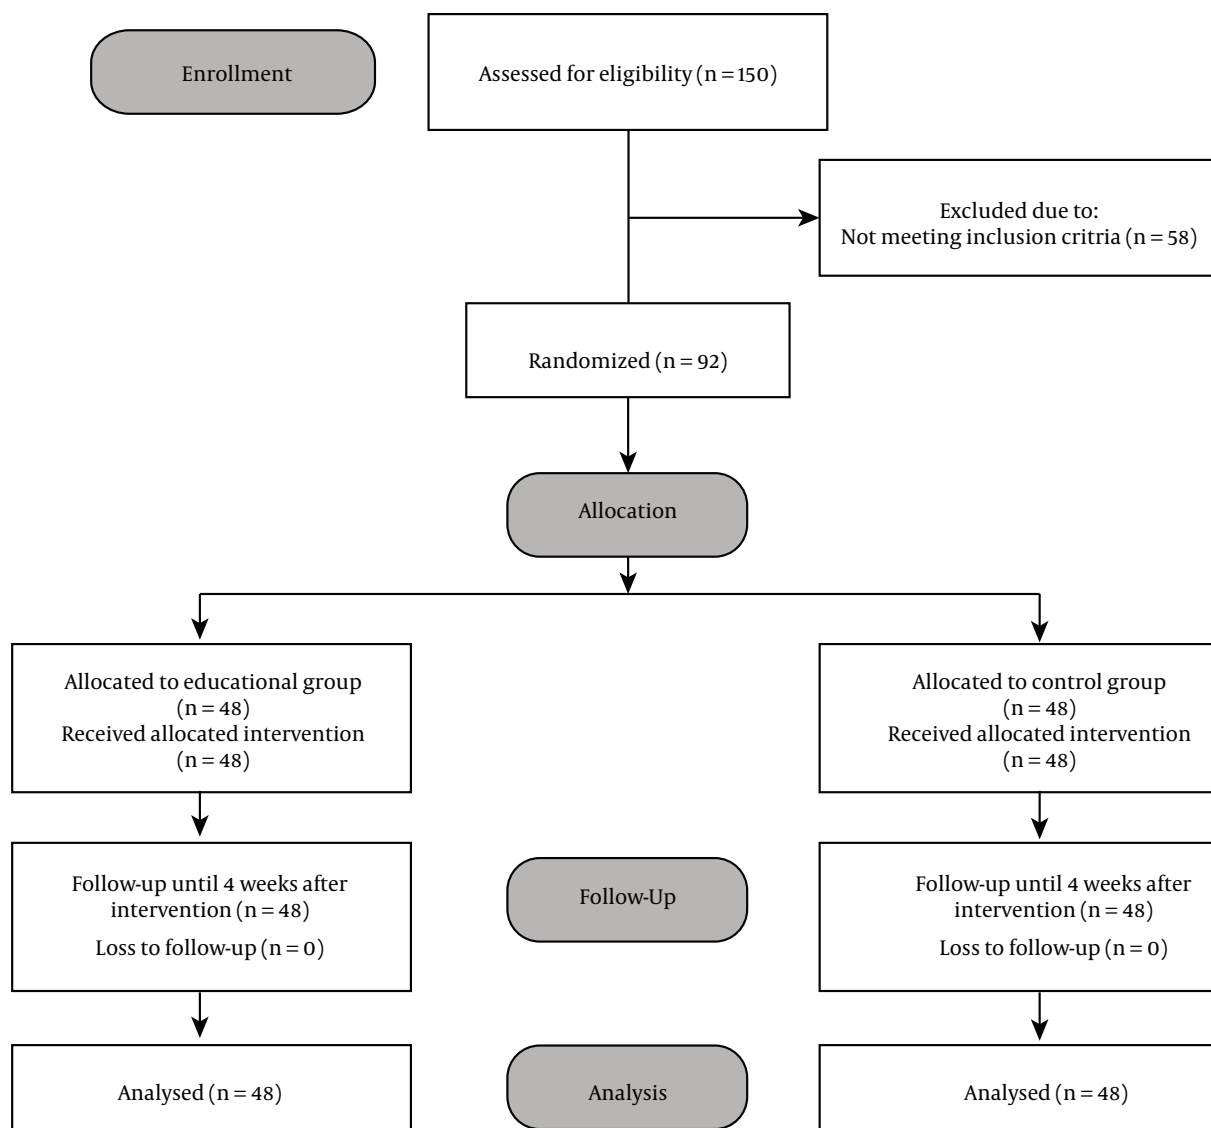 Enrollment
Assessed for eligibility (n = 150)
Excluded due to:
Not meeting inclusion critria (n = 58)
Randomized (n = 92)
Allocation
Allocated to educational group
(n = 48)
Received allocated intervention
(n = 48)
Allocated to control group
(n = 48)
Received allocated intervention
(n = 48)
Follow-up until 4 weeks after
intervention (n = 48)
Loss to follow-up (n = 0)
Follow-Up
Follow-up until 4 weeks after
intervention (n = 48)
Loss to follow-up (n = 0)
Analysed (n = 48)
Analysis
Analysed (n = 48)